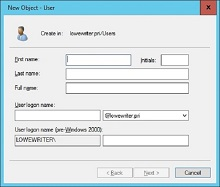 New Object - User
Create in: lowewriter.pri/Users
First name: Initials:
Last name:
Full name:
User logon name:
@lowewriter.pri
User logon name (pre-Windows 2000):
LOWEWRITER\
< Back Next > Cancel